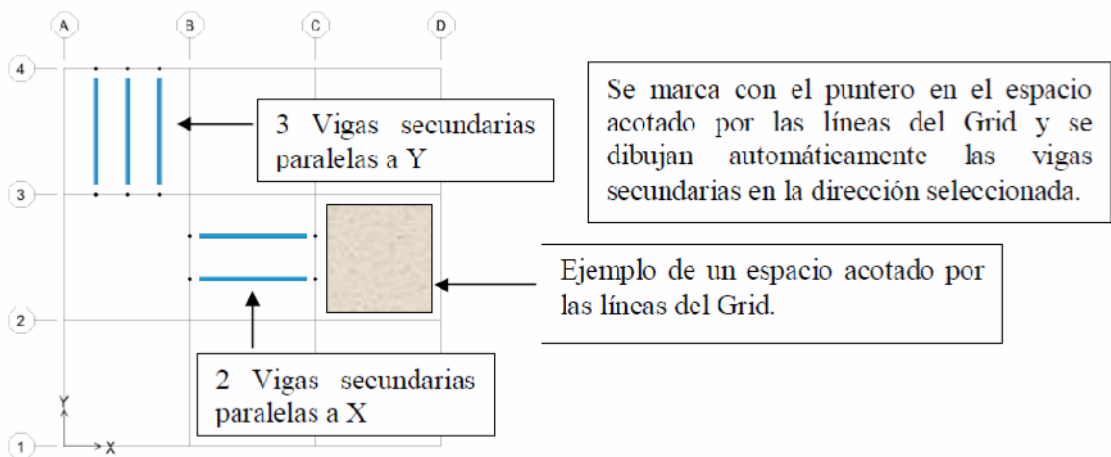 A
B
C
D
4
3 Vigas secundarias
paralelas a Y
Se marca con el puntero en el espacio
acotado por las líneas del Grid y se
dibujan automáticamente las vigas
secundarias en la dirección seleccionada.
3
Ejemplo de un espacio acotado por
las líneas del Grid.
2
2 Vigas secundarias
paralelas a X
Y
X
1